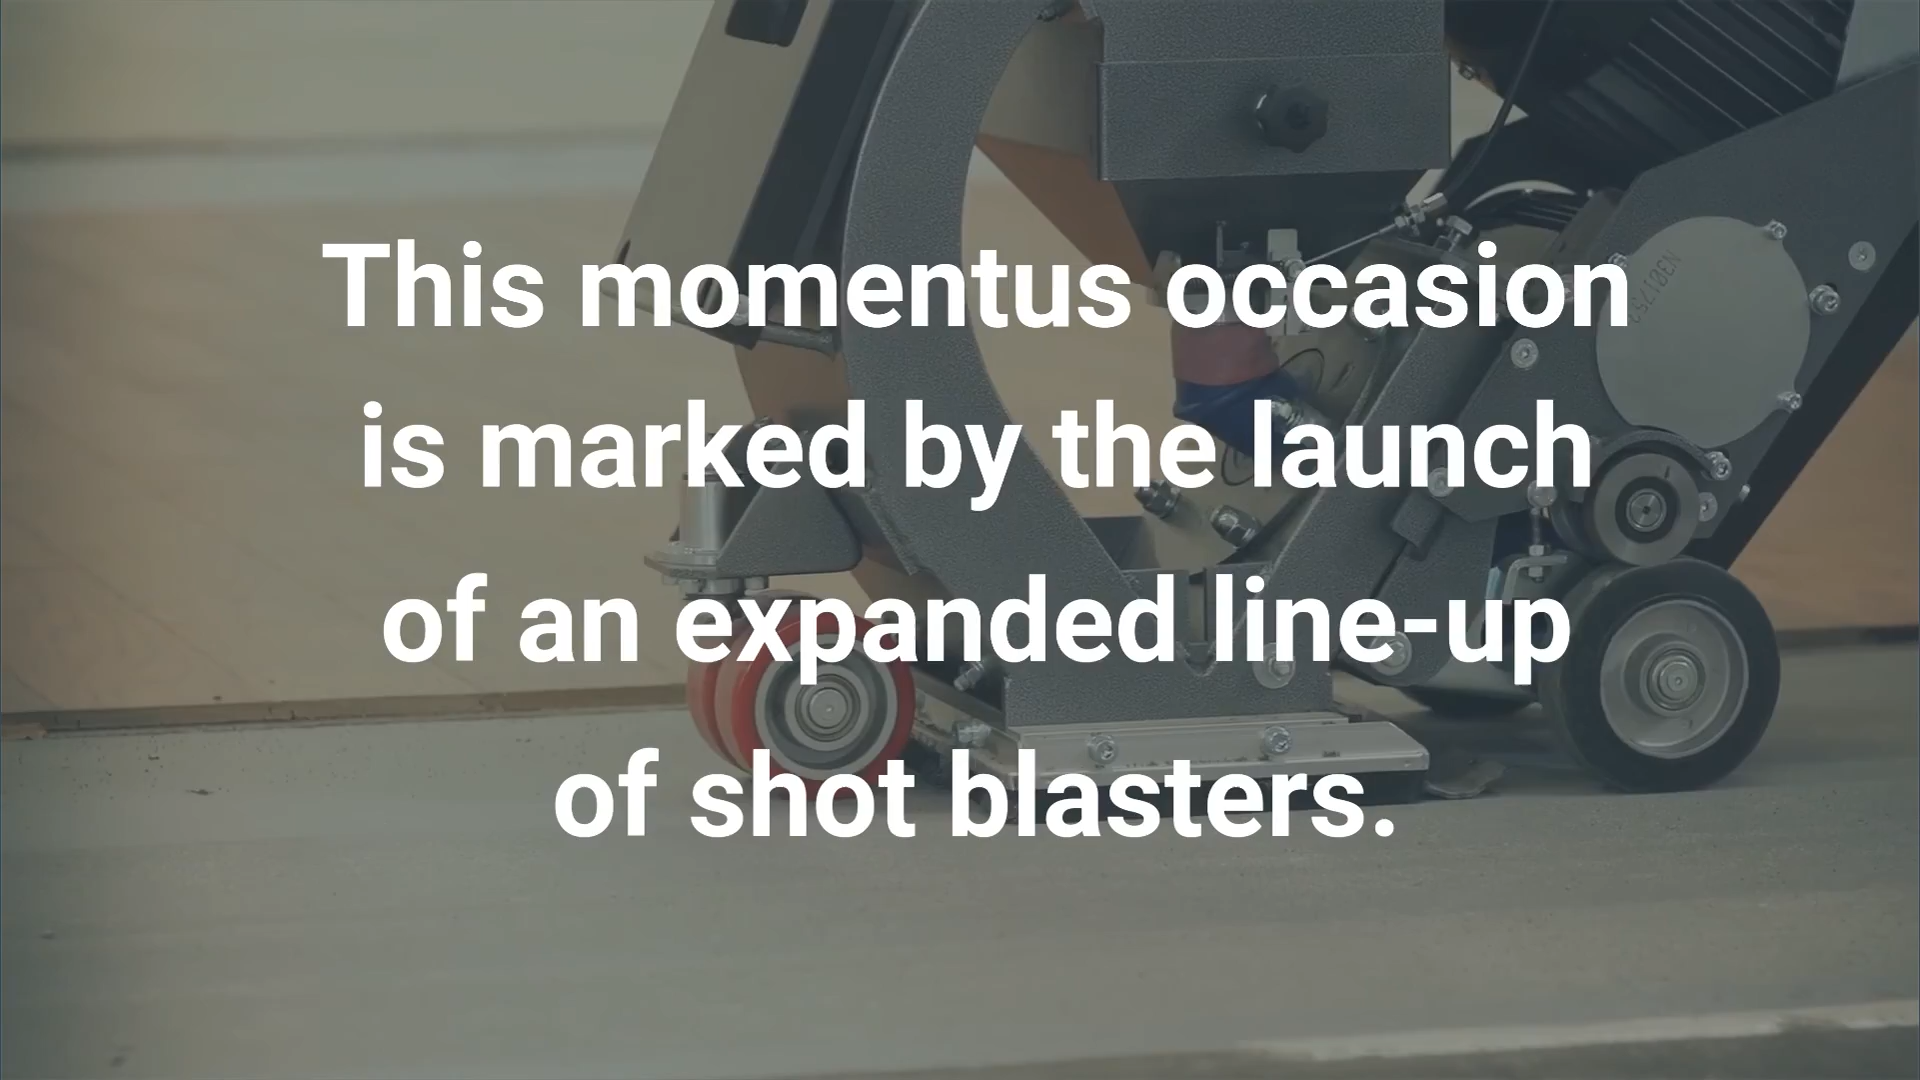 This momentus occasion
is marked by the launch
of an expanded line-up
of shot blasters.